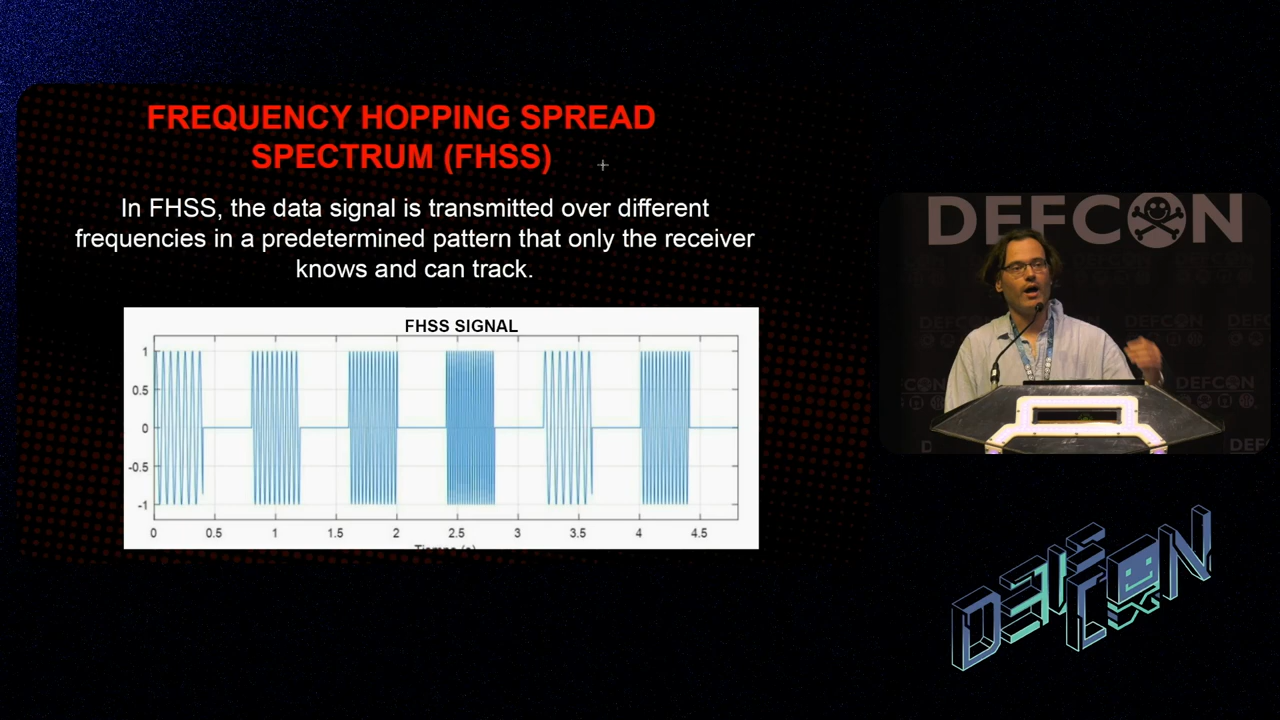 FREQUENCY HOPPING SPREAD
SPECTRUM (FHSS)
In FHSS, the data signal is transmitted over different
frequencies in a predetermined pattern that only the receiver
knows and can track.
FHSS SIGNAL
1
0.5
0
-0.5
-1
0 0.5 1 1.5 2 2.5 3 3.5 4 4.5
DEFCON
DEFCON
DEFCON
DEFCON